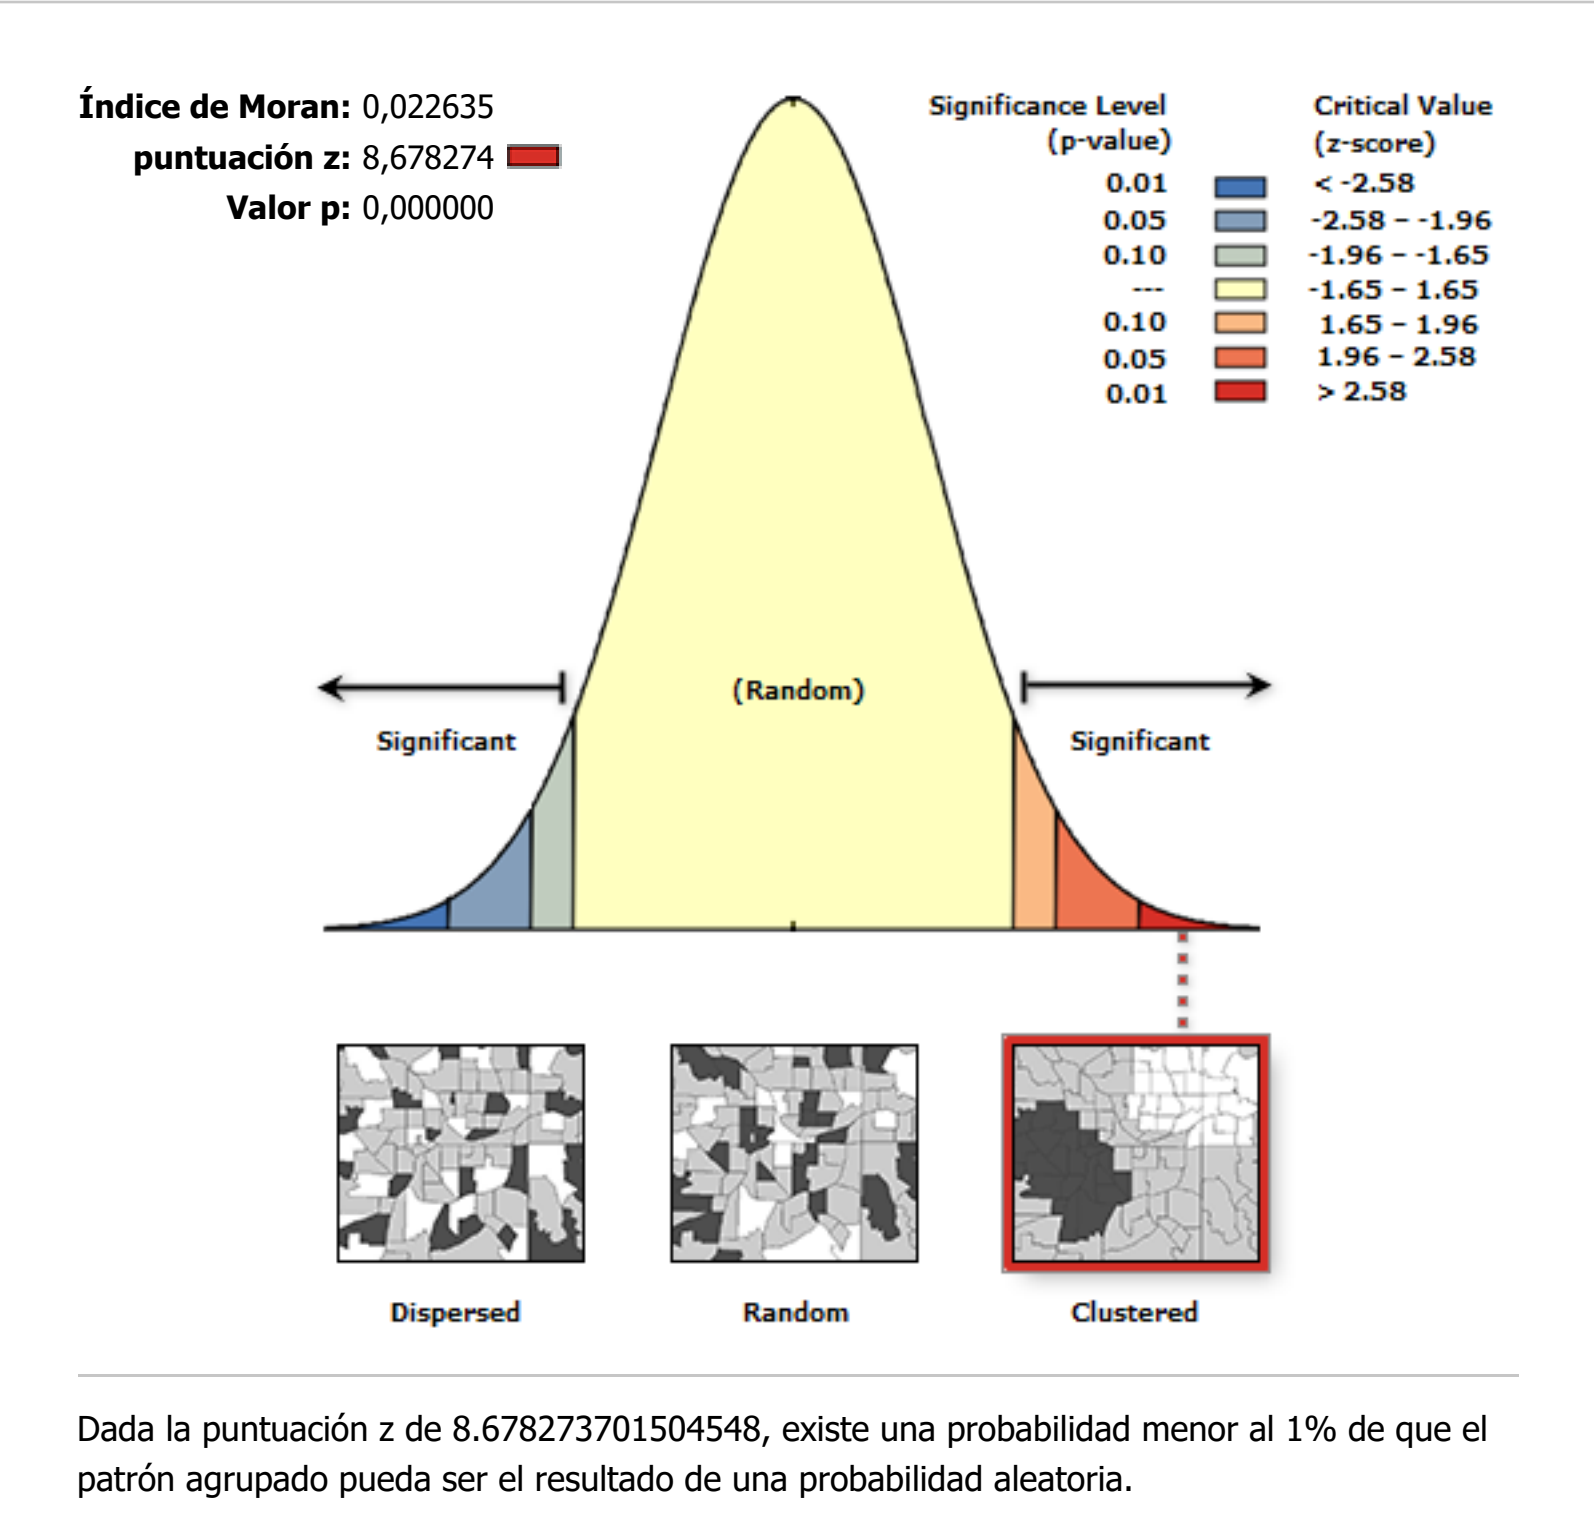 Índice de Moran: 0,022635
puntuación z: 8,678274
Valor p: 0,000000
Significance Level
(p-value)
Critical Value
(z-score)
0.01 < -2.58
0.05 -2.58 – -1.96
0.10 -1.96 – -1.65
--- -1.65 – 1.65
0.10 1.65 – 1.96
0.05 1.96 – 2.58
0.01 > 2.58
(Random)
Significant
Significant
Dispersed
Random
Clustered
Dada la puntuación z de 8.678273701504548, existe una probabilidad menor al 1% de que el
patrón agrupado pueda ser el resultado de una probabilidad aleatoria.